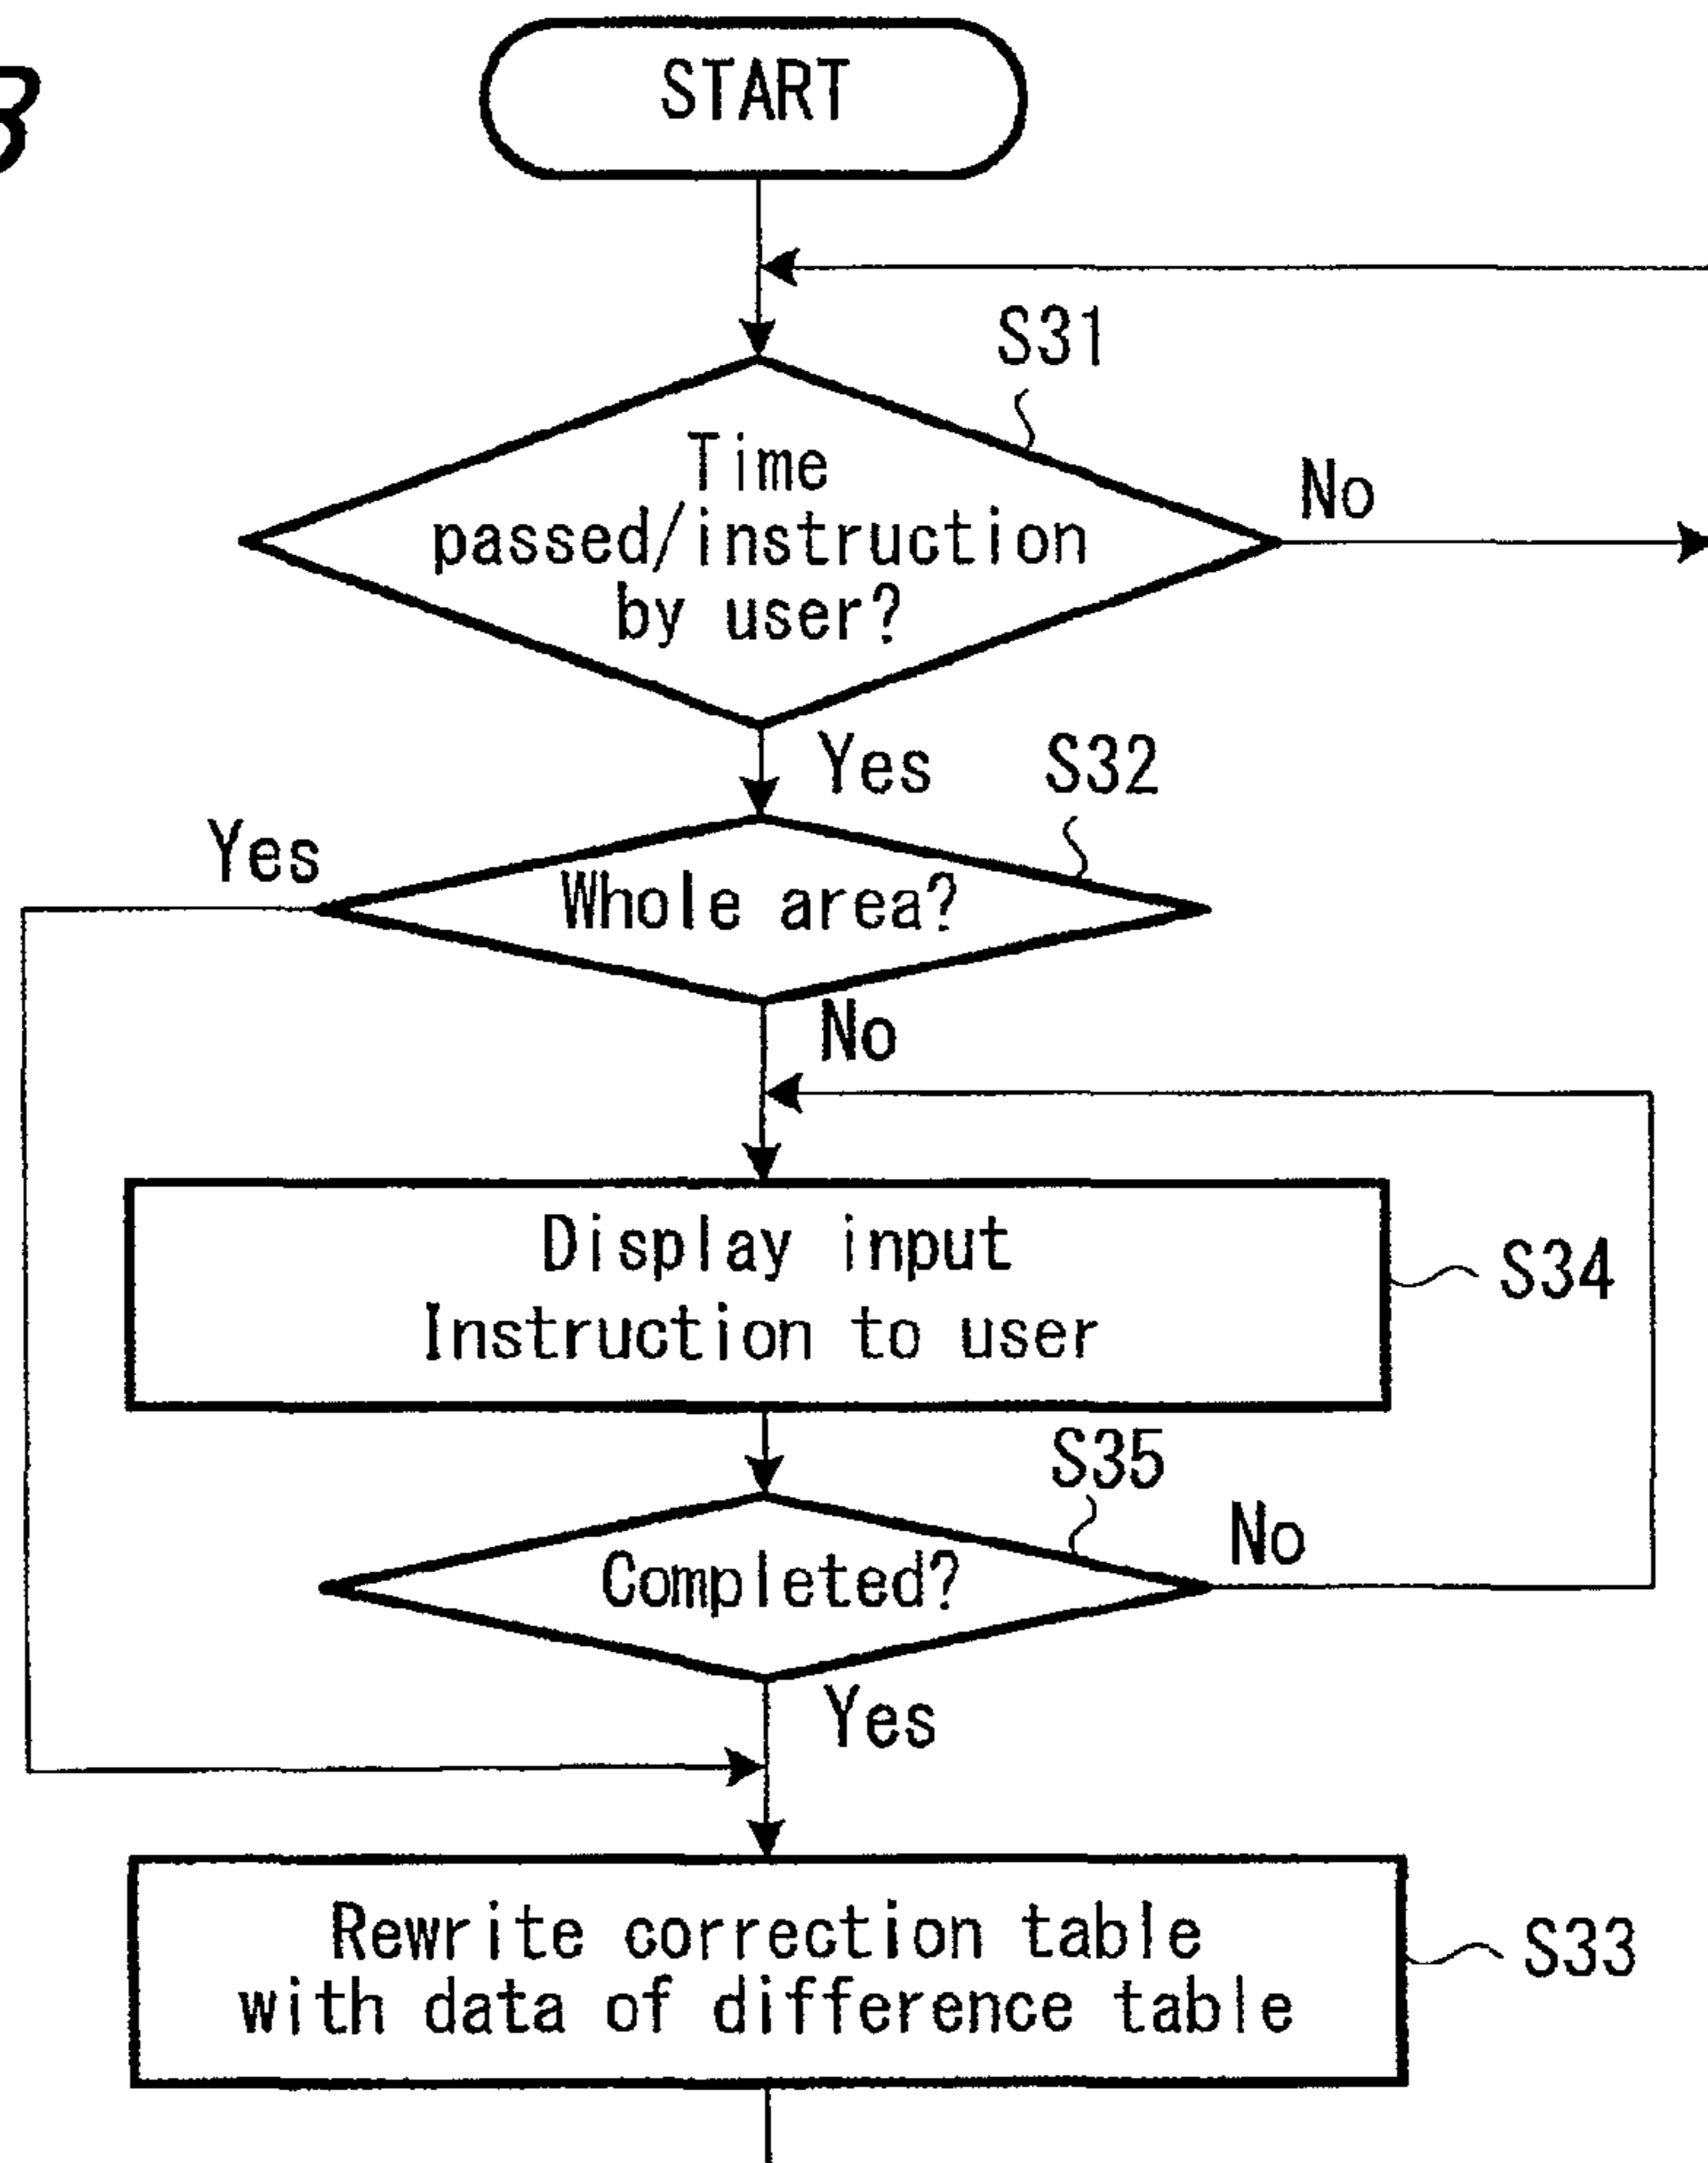 START
S31
Time
passed/instruction
by user?
No
Yes
S32
Yes
Whole area?
No
Display input
Instruction to user
S34
S35
Completed?
No
Yes
Rewrite correction table
with data of difference table
S33